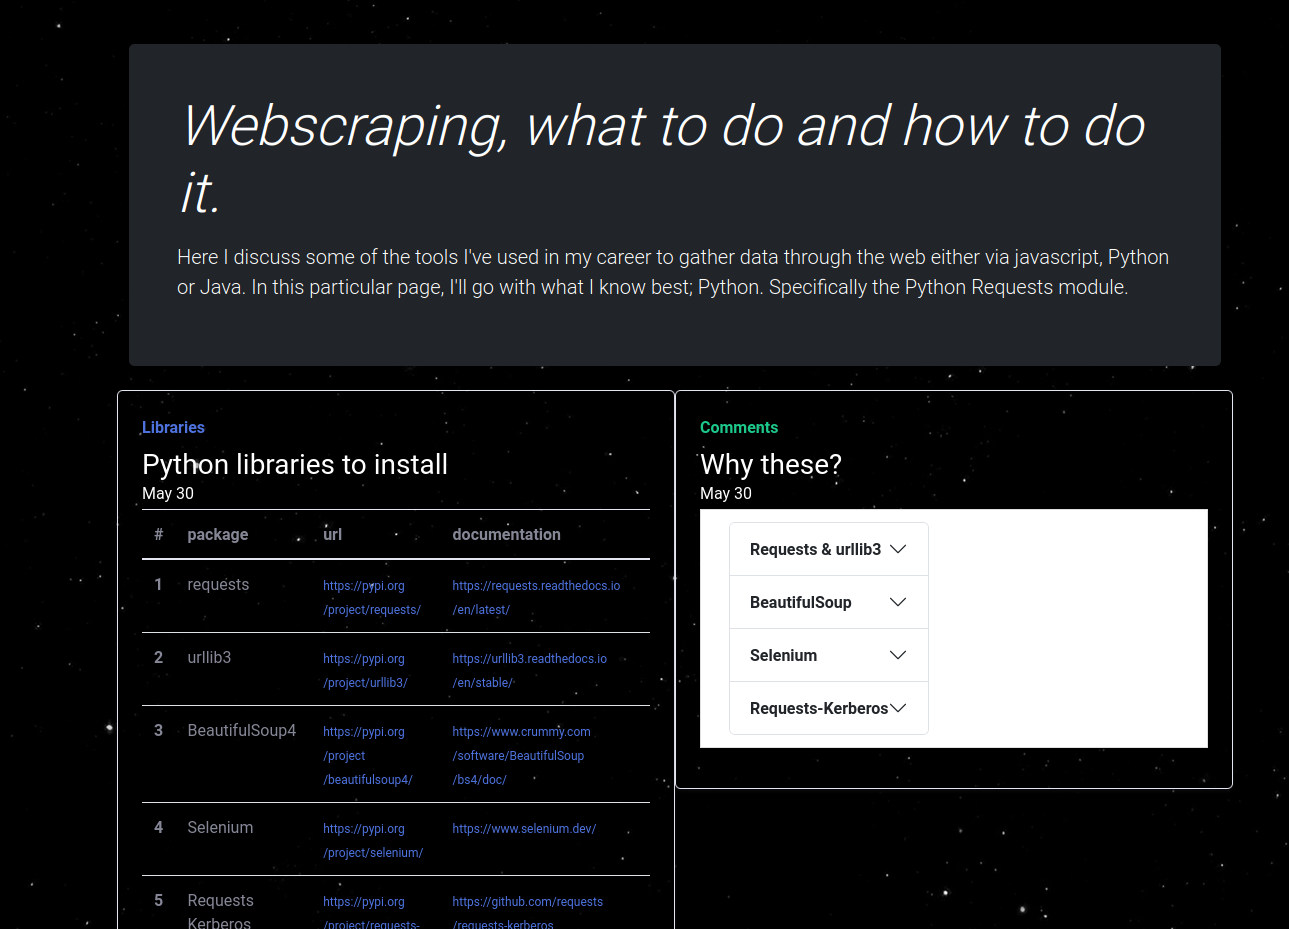 Webscraping, what to do and how to do
it.
Here I discuss some of the tools I've used in my career to gather data through the web either via javascript, Python
or Java. In this particular page, I'll go with what I know best; Python. Specifically the Python Requests module.
Libraries
Python libraries to install
May 30
# package url documentation
1 requests https://pypi.org https://requests.readthedocs.io
/project/requests/ /en/latest/
2 urllib3 https://pypi.org https://urllib3.readthedocs.io
/project/urllib3/ /en/stable/
3 BeautifulSoup4 https://pypi.org https://www.crummy.com
/project /software/BeautifulSoup
/beautifulsoup4/ /bs4/doc/
4 Selenium https://pypi.org https://www.selenium.dev/
/project/selenium/
5 Requests https://pypi.org https://github.com/requests
Kerberos /project/requests- /requests-kerberos
Comments
Why these?
May 30
Requests & urllib3
BeautifulSoup
Selenium
Requests-Kerberos